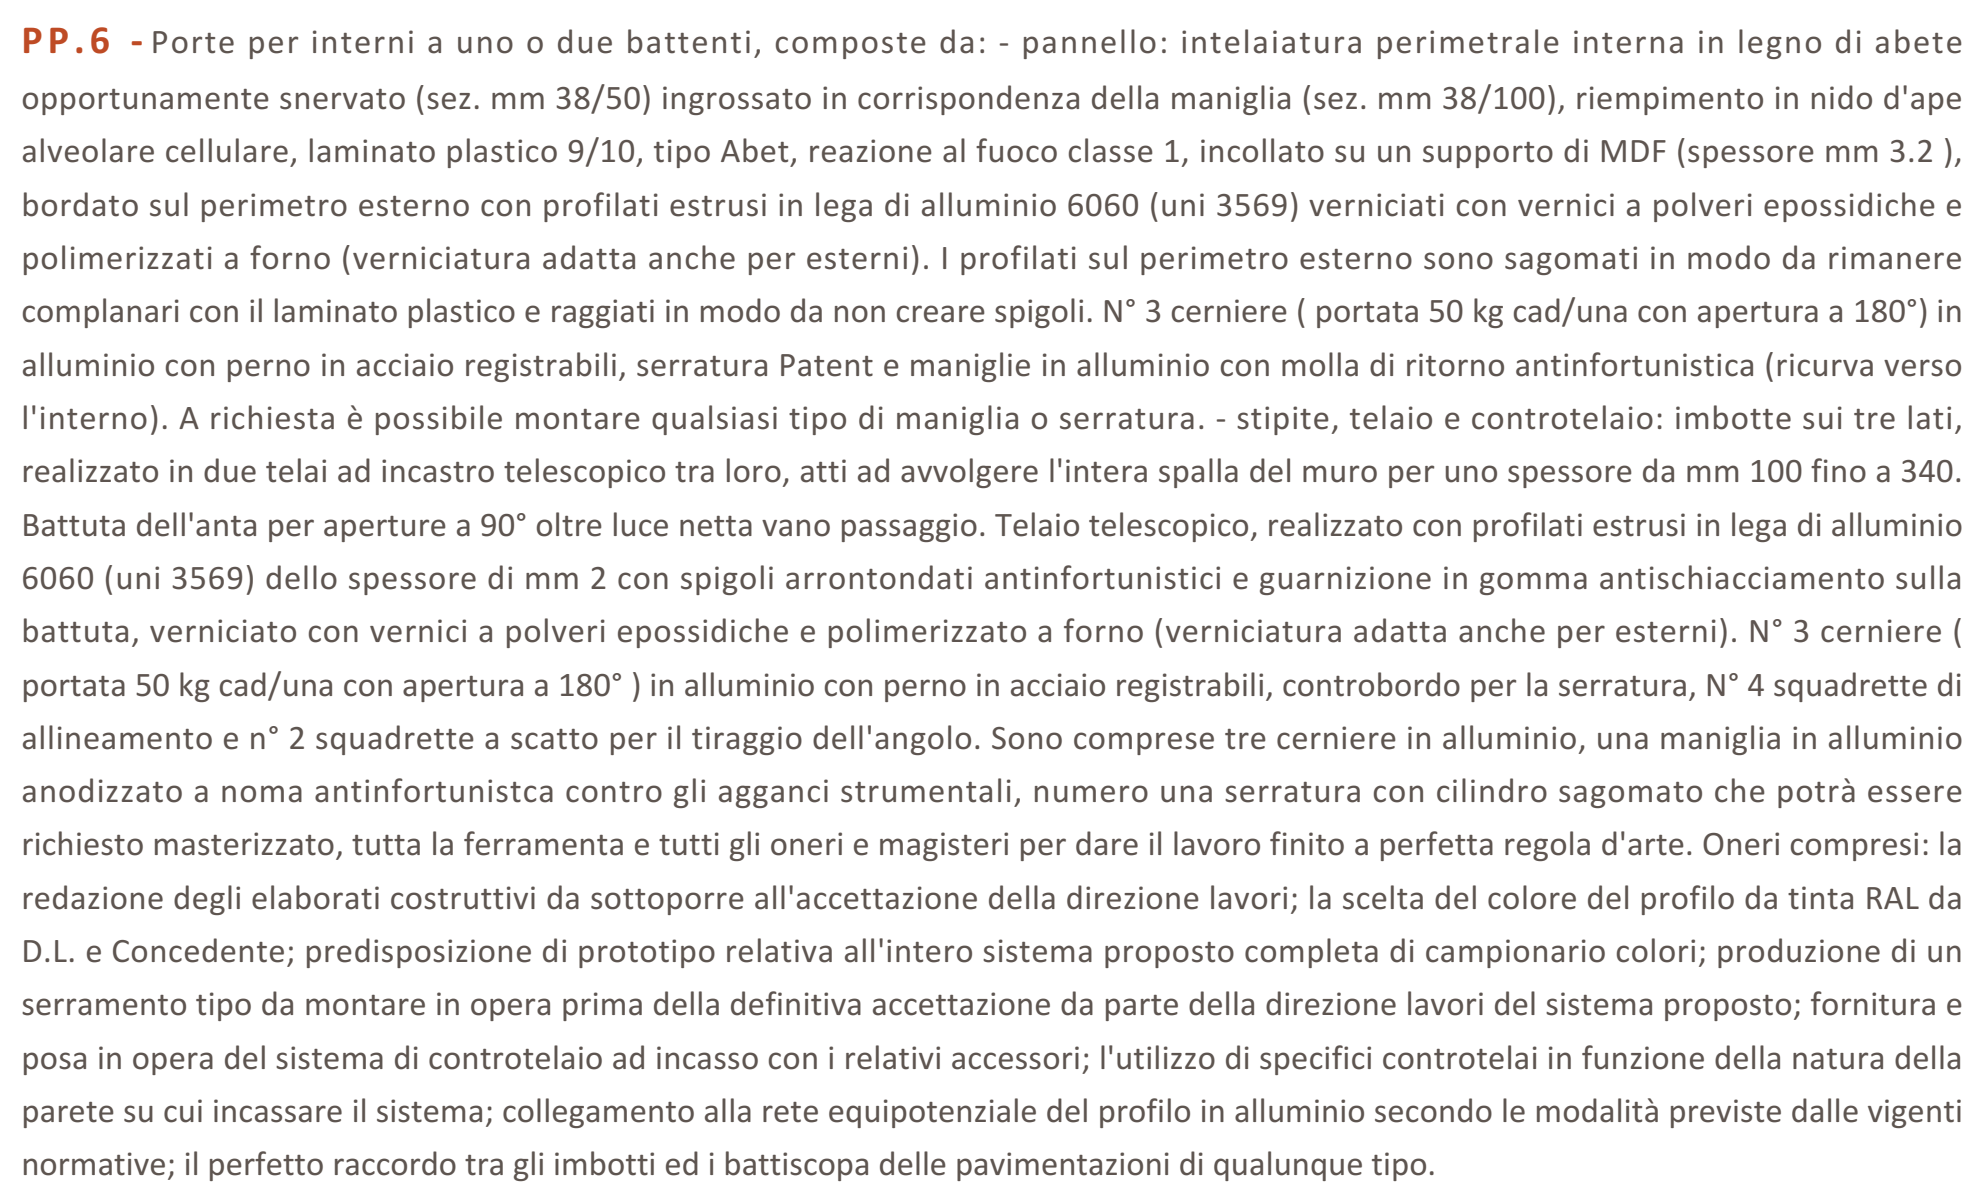 PP.6 - Porte per interni a uno o due battenti, composte da: - pannello: intelaiatura perimetrale interna in legno di abete
opportunamente snervato (sez. mm 38/50) ingrossato in corrispondenza della maniglia (sez. mm 38/100), riempimento in nido d'ape
alveolare cellulare, laminato plastico 9/10, tipo Abet, reazione al fuoco classe 1, incollato su un supporto di MDF (spessore mm 3.2 ),
bordato sul perimetro esterno con profilati estrusi in lega di alluminio 6060 (uni 3569) verniciati con vernici a polveri epossidiche e
polimerizzati a forno (verniciatura adatta anche per esterni). I profilati sul perimetro esterno sono sagomati in modo da rimanere
complanari con il laminato plastico e raggiati in modo da non creare spigoli. N° 3 cerniere ( portata 50 kg cad/una con apertura a 180°) in
alluminio con perno in acciaio registrabili, serratura Patent e maniglie in alluminio con molla di ritorno antinfortunistica (ricurva verso
l'interno). A richiesta è possibile montare qualsiasi tipo di maniglia o serratura. - stipite, telaio e controtelaio: imbotte sui tre lati,
realizzato in due telai ad incastro telescopico tra loro, atti ad avvolgere l'intera spalla del muro per uno spessore da mm 100 fino a 340.
Battuta dell'anta per aperture a 90° oltre luce netta vano passaggio. Telaio telescopico, realizzato con profilati estrusi in lega di alluminio
6060 (uni 3569) dello spessore di mm 2 con spigoli arrontondati antinfortunistici e guarnizione in gomma antischiacciamento sulla
battuta, verniciato con vernici a polveri epossidiche e polimerizzato a forno (verniciatura adatta anche per esterni). N° 3 cerniere (
portata 50 kg cad/una con apertura a 180° ) in alluminio con perno in acciaio registrabili, controbordo per la serratura, N° 4 squadrette di
allineamento e n° 2 squadrette a scatto per il tiraggio dell'angolo. Sono comprese tre cerniere in alluminio, una maniglia in alluminio
anodizzato a noma antinfortunistca contro gli agganci strumentali, numero una serratura con cilindro sagomato che potrà essere
richiesto masterizzato, tutta la ferramenta e tutti gli oneri e magisteri per dare il lavoro finito a perfetta regola d'arte. Oneri compresi: la
redazione degli elaborati costruttivi da sottoporre all'accettazione della direzione lavori; la scelta del colore del profilo da tinta RAL da
D.L. e Concedente; predisposizione di prototipo relativa all'intero sistema proposto completa di campionario colori; produzione di un
serramento tipo da montare in opera prima della definitiva accettazione da parte della direzione lavori del sistema proposto; fornitura e
posa in opera del sistema di controtelaio ad incasso con i relativi accessori; l'utilizzo di specifici controtelai in funzione della natura della
parete su cui incassare il sistema; collegamento alla rete equipotenziale del profilo in alluminio secondo le modalità previste dalle vigenti
normative; il perfetto raccordo tra gli imbotti ed i battiscopa delle pavimentazioni di qualunque tipo.